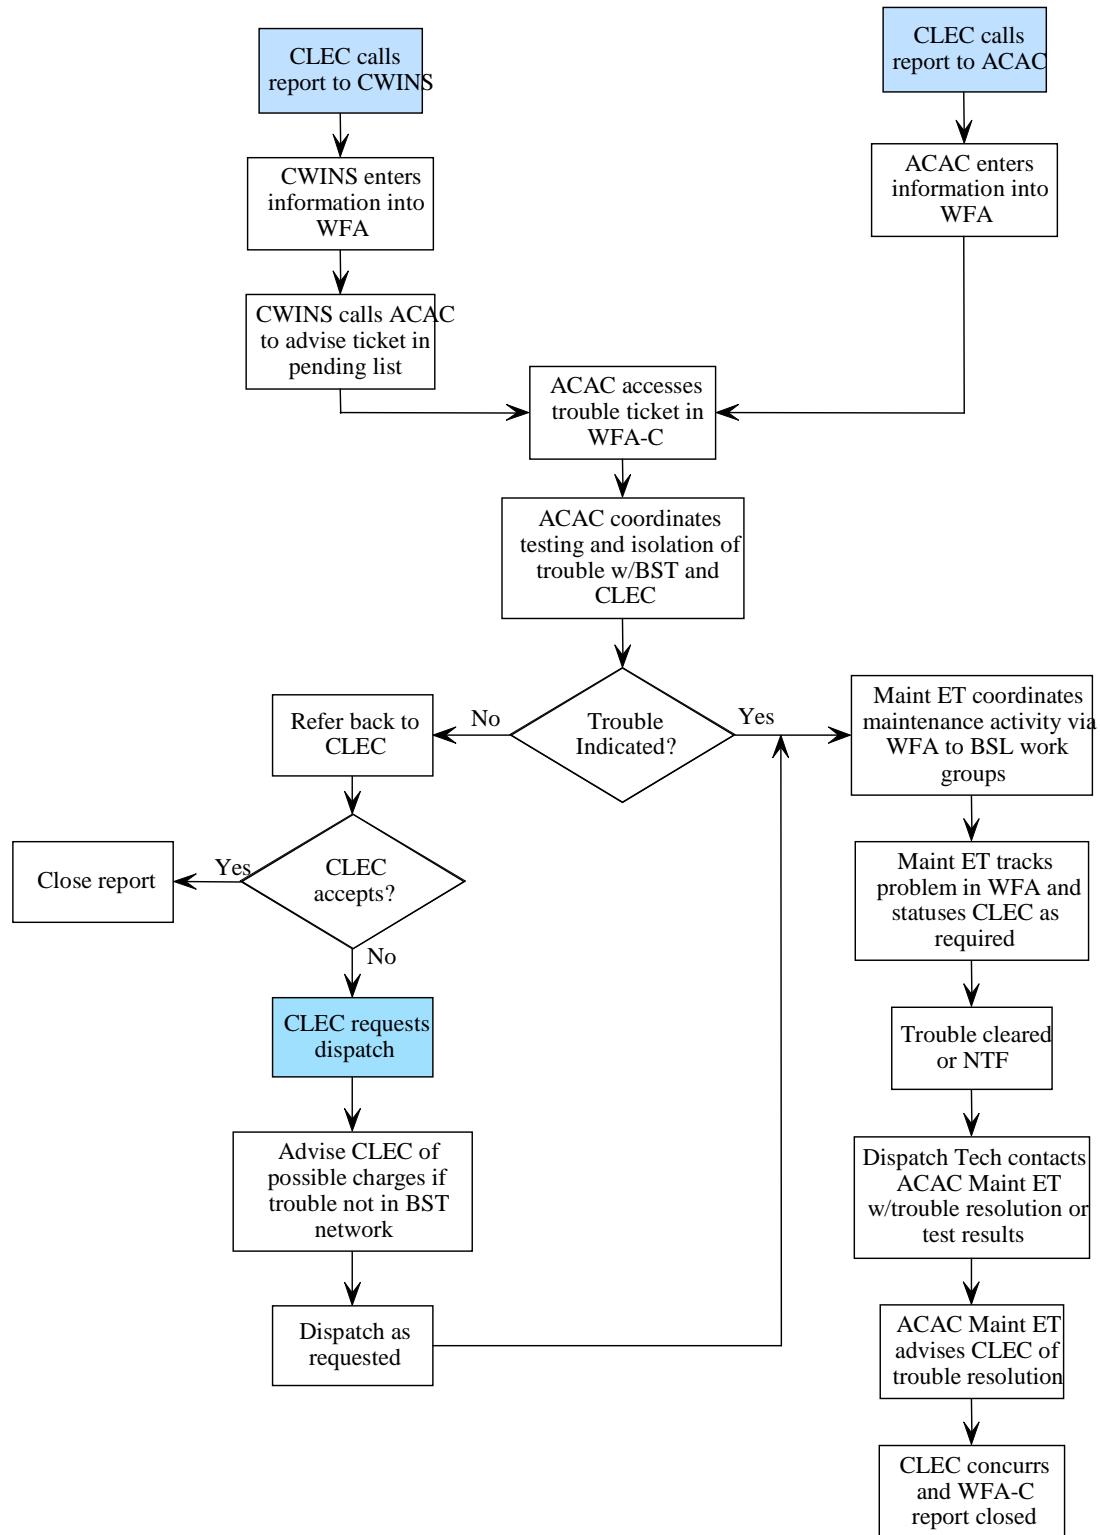 CLEC calls
report to CWINS
CLEC calls
report to ACAC
CWINS enters
information into
WFA
ACAC enters
information into
WFA
CWINS calls ACAC
to advise ticket in
pending list
ACAC accesses
trouble ticket in
WFA-C
ACAC coordinates
testing and isolation of
trouble w/BST and
CLEC
Trouble
Indicated?
No
Yes
Refer back to
CLEC
Maint ET coordinates
maintenance activity via
WFA to BSL work
groups
CLEC
accepts?
Yes
No
Close report
Maint ET tracks
problem in WFA and
statuses CLEC as
required
CLEC requests
dispatch
Trouble cleared
or NTF
Advise CLEC of
possible charges if
trouble not in BST
network
Dispatch Tech contacts
ACAC Maint ET
w/trouble resolution or
test results
Dispatch as
requested
ACAC Maint ET
advises CLEC of
trouble resolution
CLEC concurrs
and WFA-C
report closed